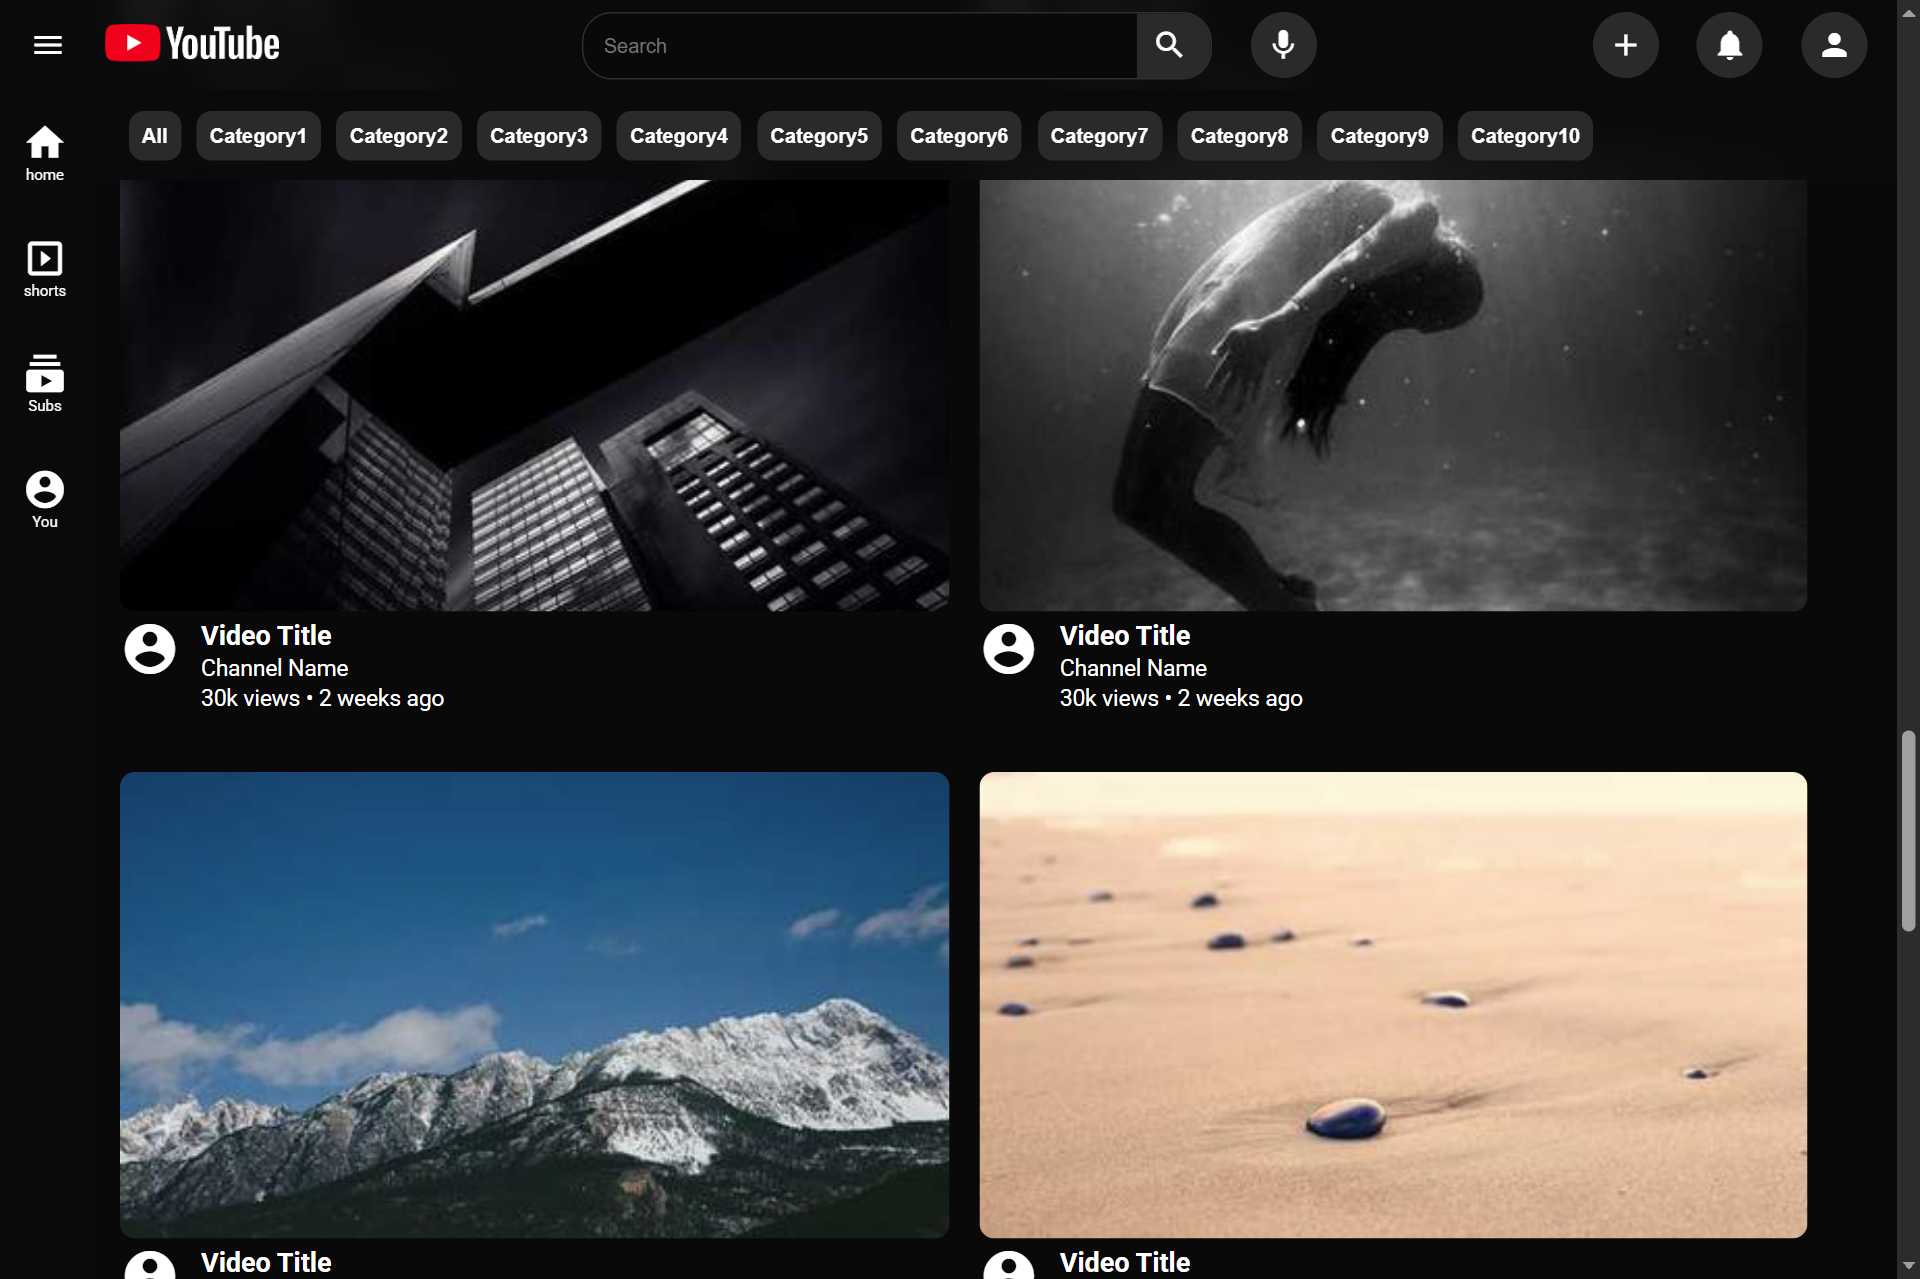 YouTube
Search
All Category1 Category2 Category3 Category4 Category5 Category6 Category7 Category8 Category9 Category10
home
shorts
Subs
You
Video Title
Channel Name
30k views • 2 weeks ago
Video Title
Channel Name
30k views • 2 weeks ago
Video Title
Video Title